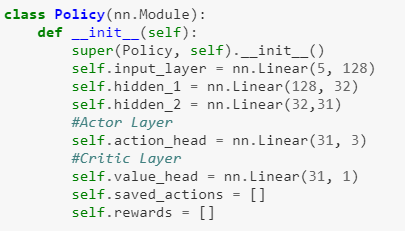 class Policy(nn.Module):
    def __init__(self):
        super(Policy, self).__init__()
        self.input_layer = nn.Linear(5, 128)
        self.hidden_1 = nn.Linear(128, 32)
        self.hidden_2 = nn.Linear(32,31)
        #Actor Layer
        self.action_head = nn.Linear(31, 3)
        #Critic Layer
        self.value_head = nn.Linear(31, 1)
        self.saved_actions = []
        self.rewards = []